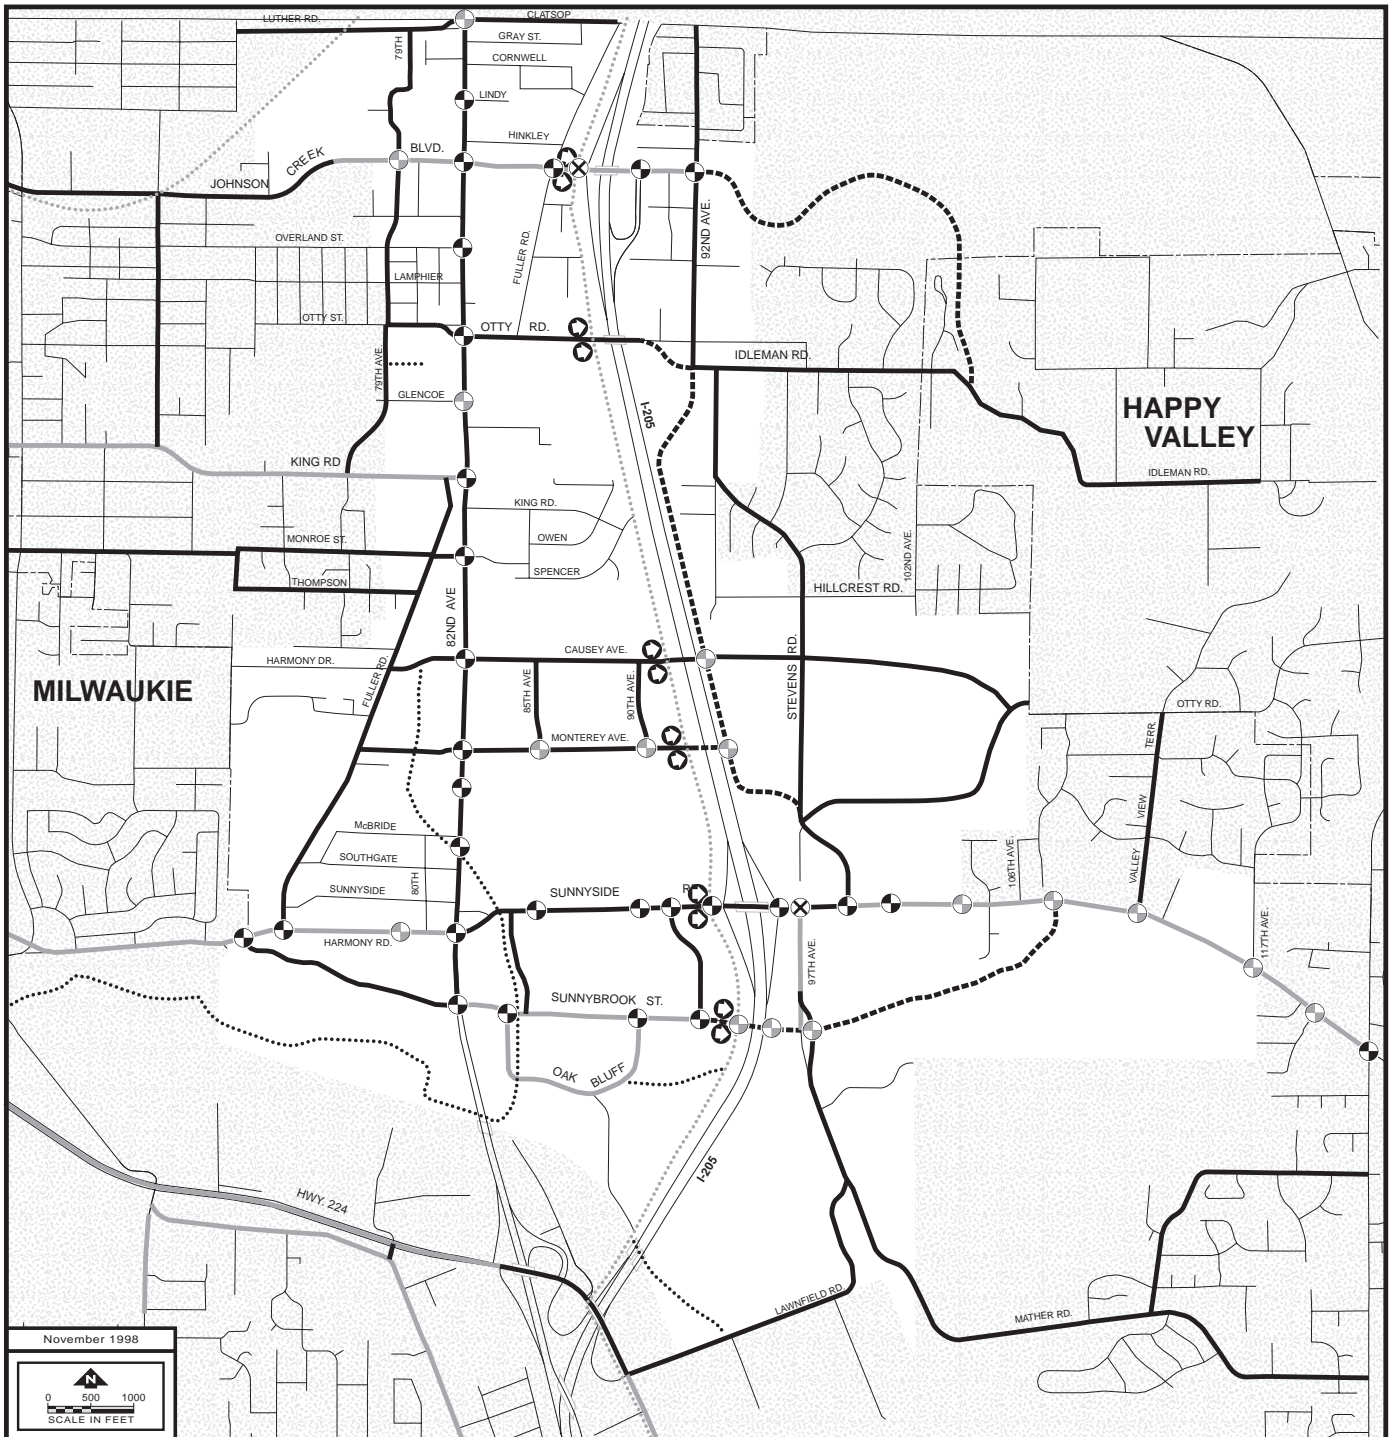 LUTHER RD.
CLATSOP
79TH
GRAY ST.
CORNWELL
LINDY
HINKLEY
BLVD.
CREEK
JOHNSON
OVERLAND ST.
FULLER RD.
92ND AVE.
LAMPHIER
OTTY ST.
OTTY RD.
79TH AVE.
IDLEMAN RD.
GLENCOE
I-205
HAPPY
VALLEY
KING RD
IDLEMAN RD.
KING RD.
MONROE ST.
OWEN
102ND AVE.
SPENCER
THOMPSON
HILLCREST RD.
82ND AVE
CAUSEY AVE.
STEVENS RD.
HARMONY DR.
FULLER RD.
MILWAUKIE
85TH AVE
90TH AVE.
OTTY RD.
MONTEREY AVE.
VALLEY VIEW TERR.
McBRIDE
SOUTHGATE
80TH
106TH AVE.
SUNNYSIDE
SUNNYSIDE
HARMONY RD.
97TH AVE.
117TH AVE.
SUNNYBROOK ST.
OAK BLUFF
I-205
HWY. 224
LAWNFIELD RD.
MATHER RD.
November 1998
N
0 500 1000
SCALE IN FEET